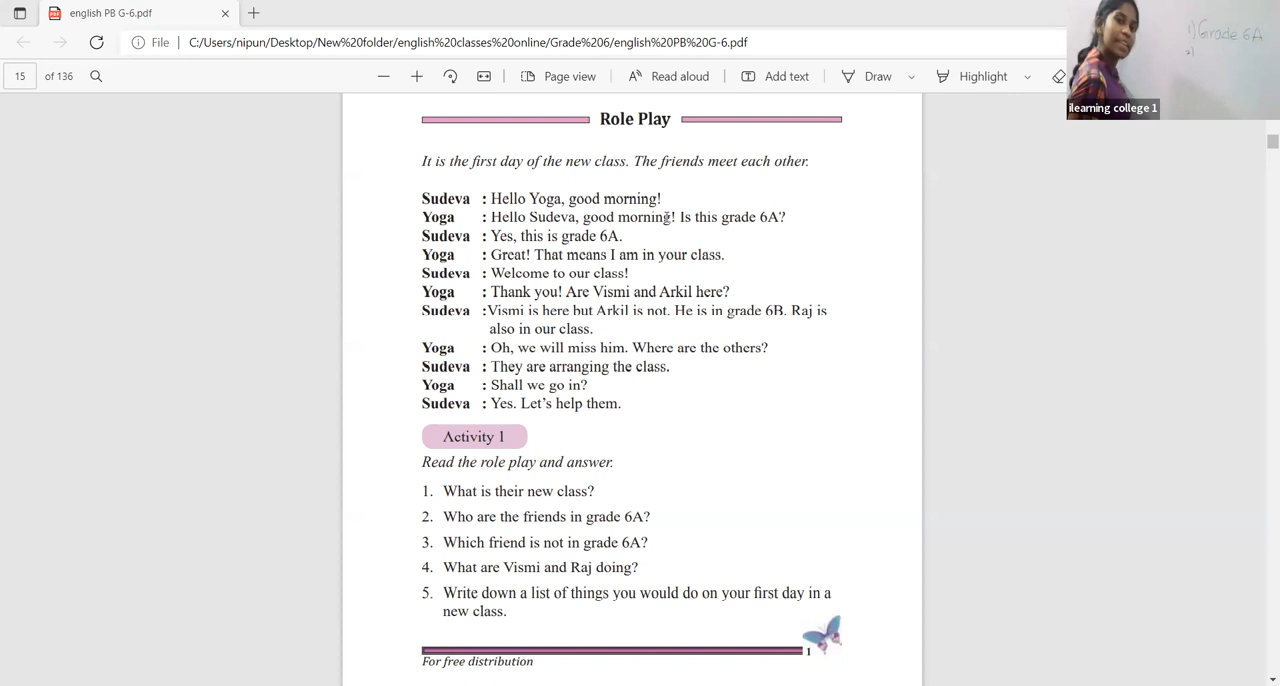 english PB G-6.pdf
File C:/Users/nipun/Desktop/New%20folder/english%20classes%20online/Grade%206/english%20PB%20G-6.pdf
15 of 136 Page view Read aloud Add text Draw Highlight
1) Grade 6A
2)
ilearning college 1
Role Play
It is the first day of the new class. The friends meet each other.
Sudeva : Hello Yoga, good morning!
Yoga : Hello Sudeva, good morning! Is this grade 6A?
Sudeva : Yes, this is grade 6A.
Yoga : Great! That means I am in your class.
Sudeva : Welcome to our class!
Yoga : Thank you! Are Vismi and Arkil here?
Sudeva :Vismi is here but Arkil is not. He is in grade 6B. Raj is
also in our class.
Yoga : Oh, we will miss him. Where are the others?
Sudeva : They are arranging the class.
Yoga : Shall we go in?
Sudeva : Yes. Let's help them.
Activity 1
Read the role play and answer.
1. What is their new class?
2. Who are the friends in grade 6A?
3. Which friend is not in grade 6A?
4. What are Vismi and Raj doing?
5. Write down a list of things you would do on your first day in a
new class.
1
For free distribution